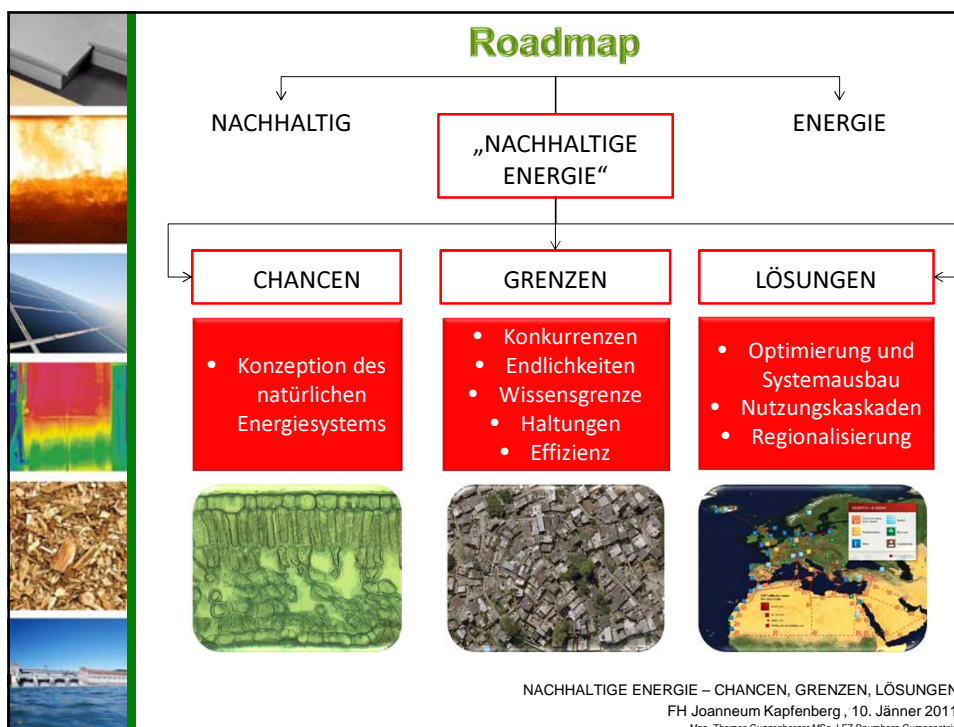 Roadmap
NACHHALTIG
ENERGIE
„NACHHALTIGE
ENERGIE“
CHANCEN
GRENZEN
LÖSUNGEN
• Konzeption des
natürlichen
Energiesystems
• Konkurrenzen
• Endlichkeiten
• Wissensgrenze
• Haltungen
• Effizienz
• Optimierung und
Systemausbau
• Nutzungskaskaden
• Regionalisierung
NACHHALTIGE ENERGIE – CHANCEN, GRENZEN, LÖSUNGEN
FH Joanneum Kapfenberg , 10. Jänner 2011